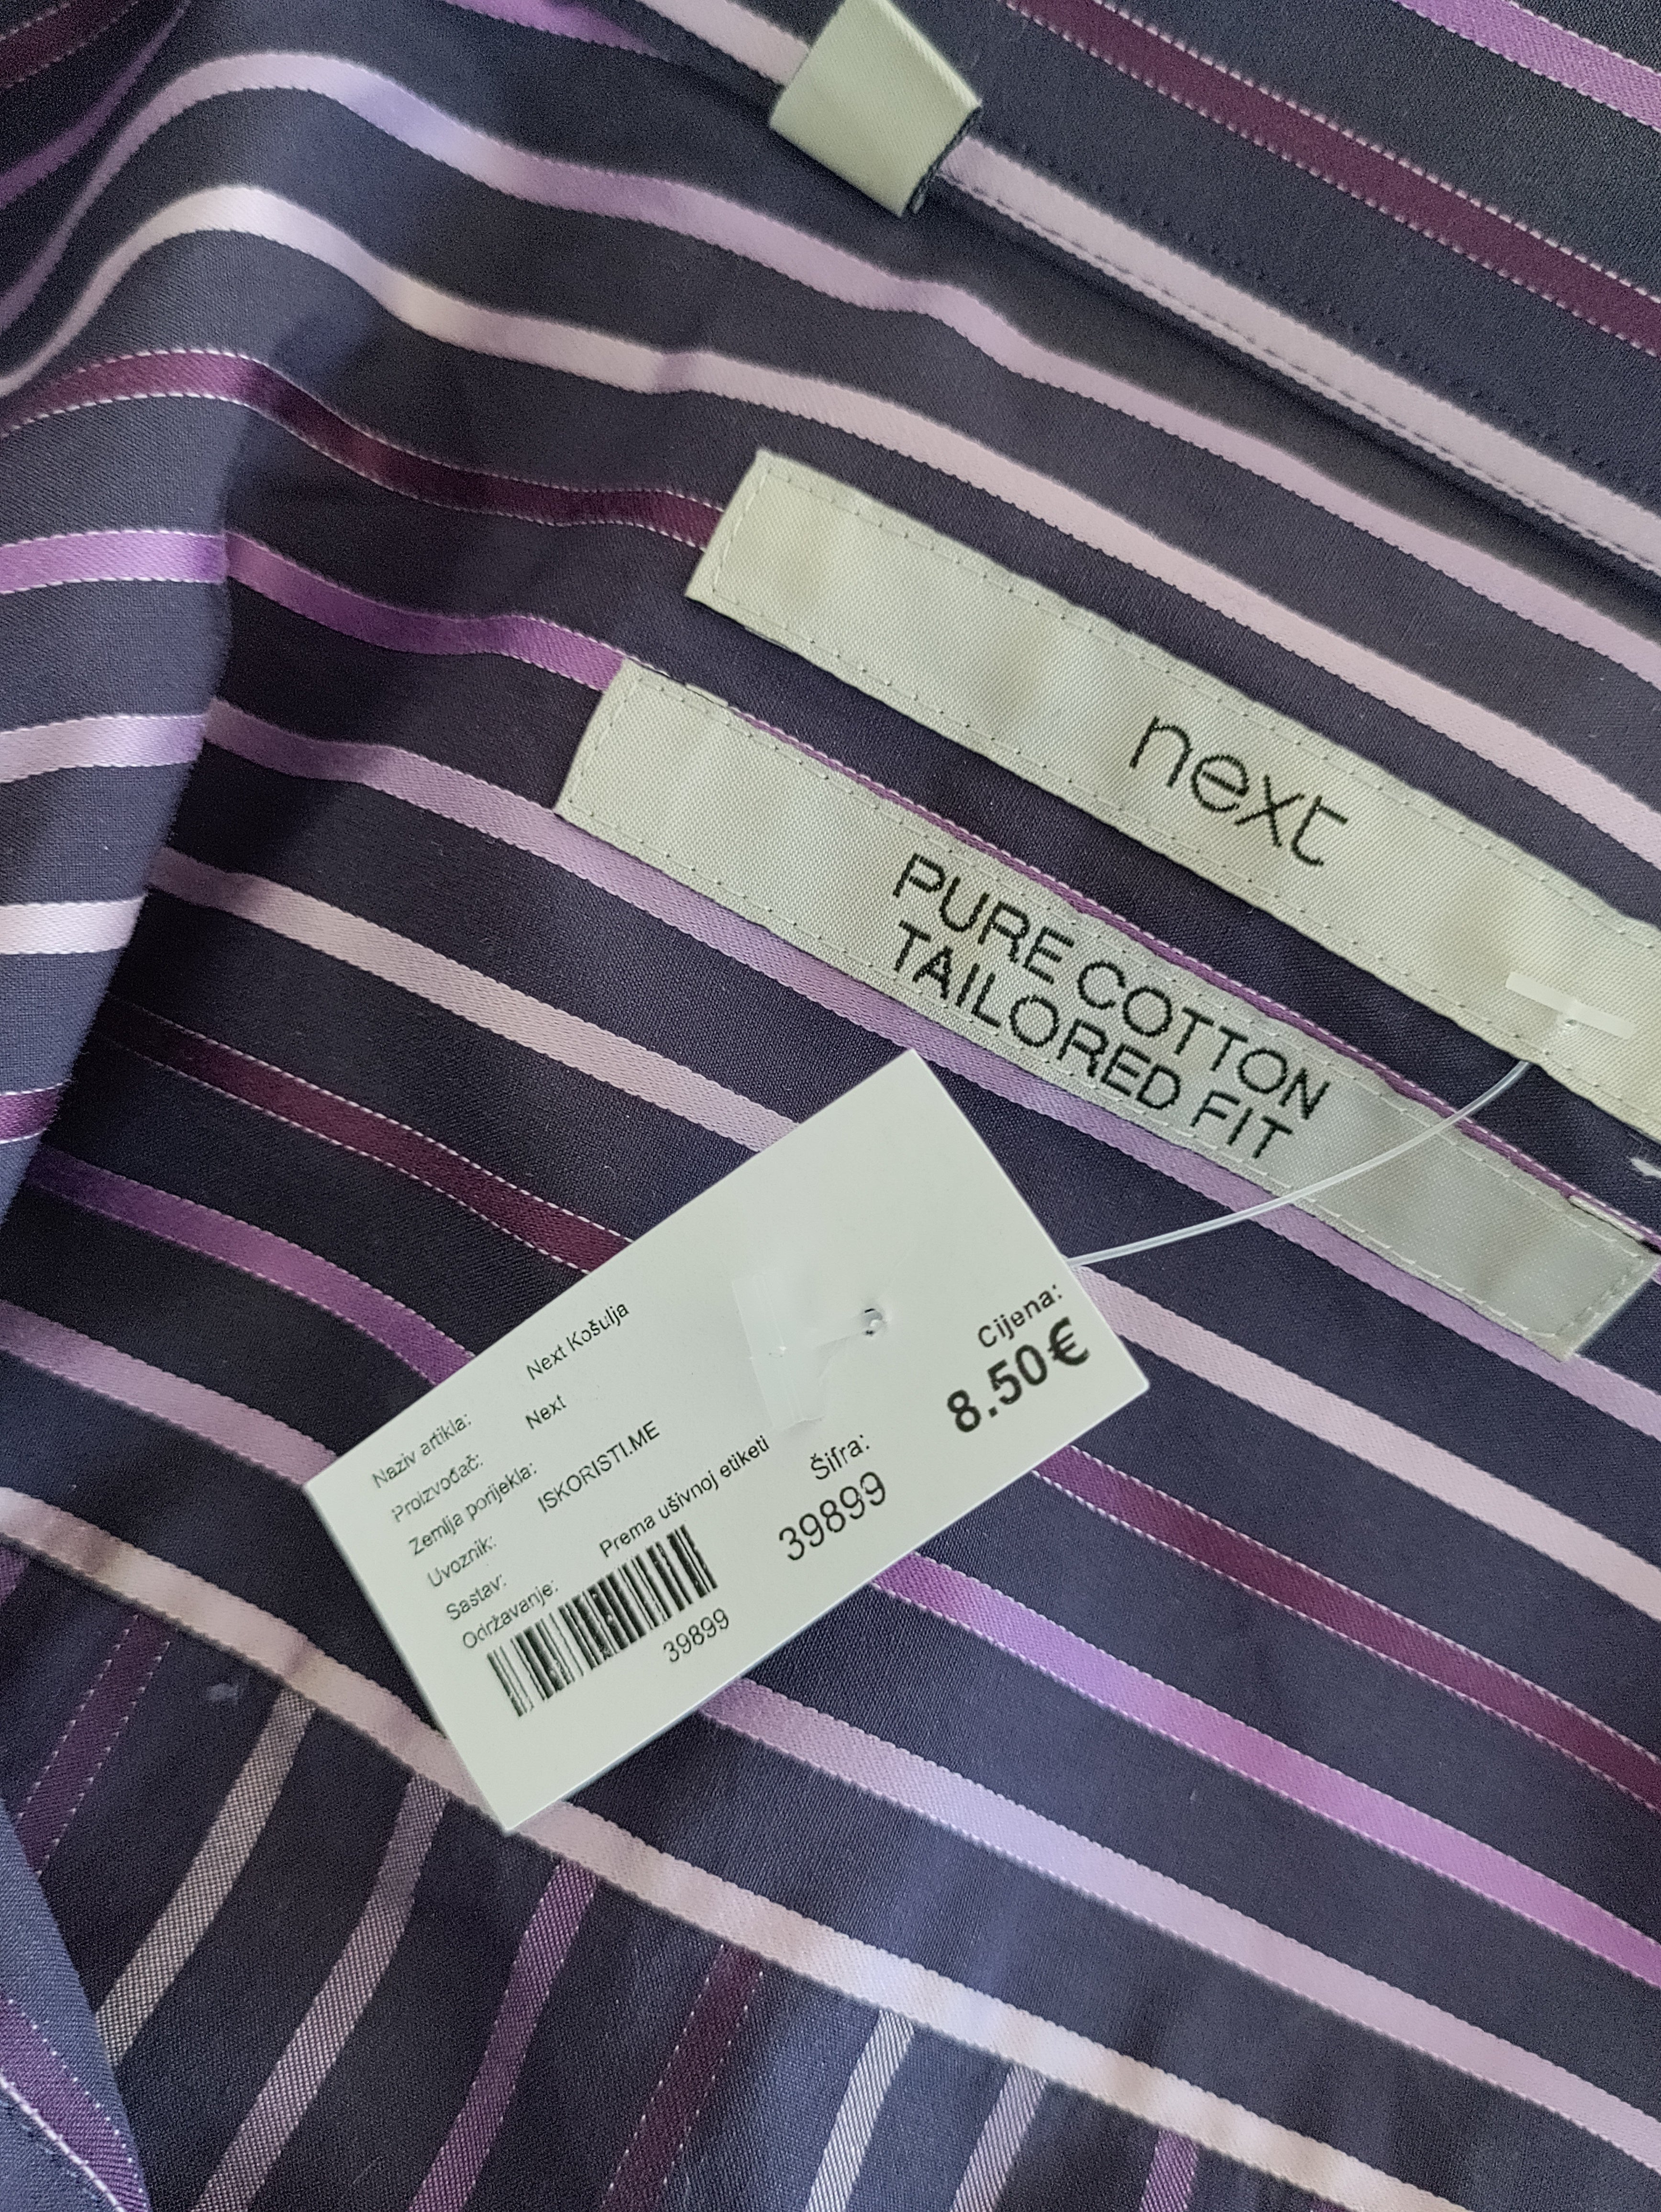 next
PURE COTTON
TAILORED FIT
Naziv artikla: Next Košulja
Proizvođač: Next
Zemlja porijekla:
Uvoznik: ISKORISTI.ME
Sastav:
Održavanje: Prema ušivnoj etiketi
39899
Šifra:
39899
Cijena:
8.50€